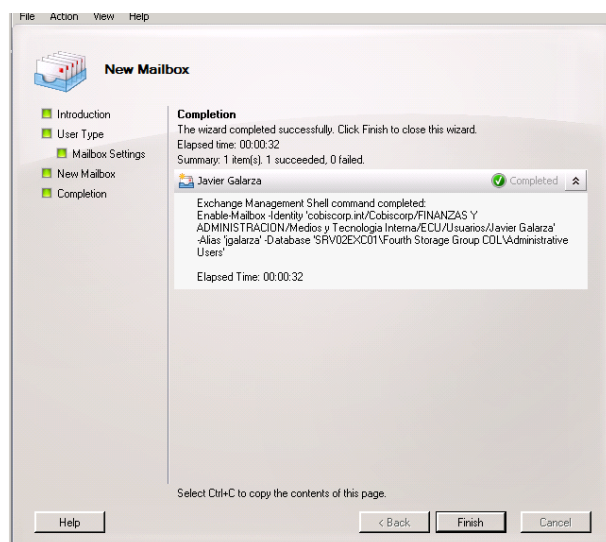 File Action View Help
New Mailbox
Introduction
User Type
Mailbox Settings
New Mailbox
Completion
Completion
The wizard completed successfully. Click Finish to close this wizard.
Elapsed time: 00:00:32
Summary: 1 item(s). 1 succeeded, 0 failed.
Javier Galarza
Completed
Exchange Management Shell command completed:
Enable-Mailbox -Identity 'cobiscorp.int/Cobiscorp/FINANZAS Y
ADMINISTRACION/Medios y Tecnologia Interna/ECU/Usuarios/Javier Galarza'
-Alias 'jgalarza' -Database 'SRV02EXC01\Fourth Storage Group COL\Administrative
Users'
Elapsed Time: 00:00:32
Select Ctrl+C to copy the contents of this page.
Help
< Back
Finish
Cancel